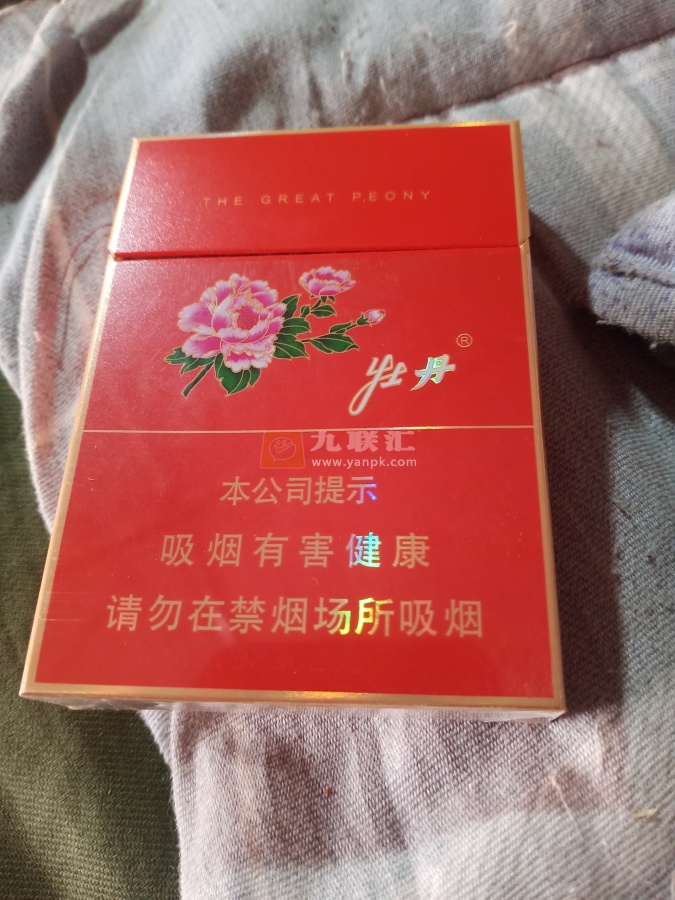 THE GREAT PEONY
牡丹®
九联汇
www.yanpk.com
本公司提示
吸烟有害健康
请勿在禁烟场所吸烟